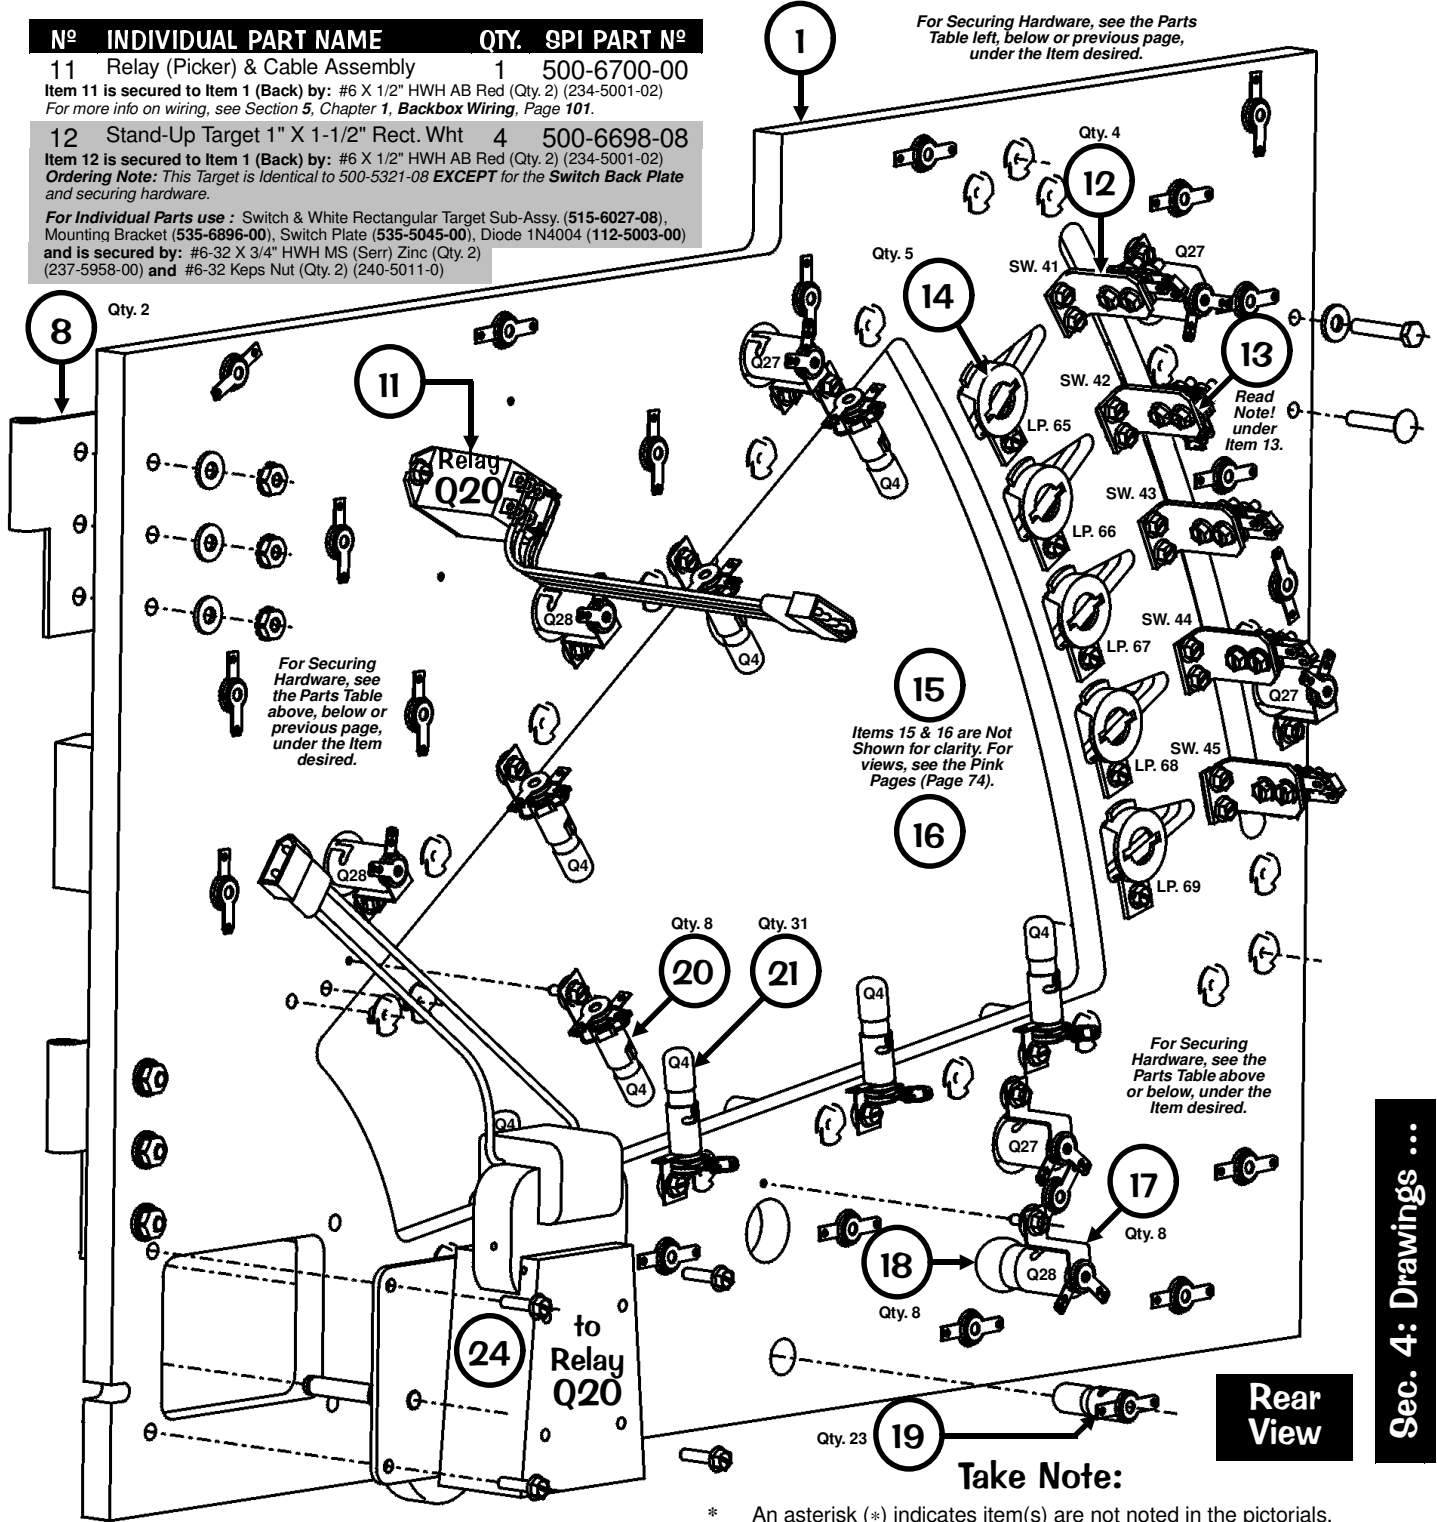 Nº INDIVIDUAL PART NAME QTY. SPI PART Nº
11 Relay (Picker) & Cable Assembly 1 500-6700-00
Item 11 is secured to Item 1 (Back) by: #6 X 1/2" HWH AB Red (Qty. 2) (234-5001-02)
For more info on wiring, see Section 5, Chapter 1, Backbox Wiring, Page 101.
12 Stand-Up Target 1" X 1-1/2" Rect. Wht 4 500-6698-08
Item 12 is secured to Item 1 (Back) by: #6 X 1/2" HWH AB Red (Qty. 2) (234-5001-02)
Ordering Note: This Target is Identical to 500-5321-08 EXCEPT for the Switch Back Plate
and securing hardware.
For Individual Parts use : Switch & White Rectangular Target Sub-Assy. (515-6027-08),
Mounting Bracket (535-6896-00), Switch Plate (535-5045-00), Diode 1N4004 (112-5003-00)
and is secured by: #6-32 X 3/4" HWH MS (Serr) Zinc (Qty. 2)
(237-5958-00) and #6-32 Keps Nut (Qty. 2) (240-5011-0)
1
For Securing Hardware, see the Parts
Table left, below or previous page,
under the Item desired.
Qty. 4
12
Qty. 5
14
SW. 41
Q27
8
Qty. 2
11
Q27
13
Read
Note!
under
Item 13.
SW. 42
LP. 65
Relay
Q20
Q4
SW. 43
LP. 66
Q28
Q4
SW. 44
LP. 67
For Securing
Hardware, see
the Parts Table
above, below or
previous page,
under the Item
desired.
15
Items 15 & 16 are Not
Shown for clarity. For
views, see the Pink
Pages (Page 74).
16
Q27
SW. 45
LP. 68
Q4
Q28
LP. 69
Qty. 8
20
Qty. 31
21
Q4
Q4
Q4
Q4
Q4
For Securing
Hardware, see the
Parts Table above
or below, under the
Item desired.
Q27
17
Qty. 8
18
Qty. 8
Q28
24
to
Relay
Q20
Qty. 23
19
Rear
View
Sec. 4: Drawings ...
Take Note:
* An asterisk (*) indicates item(s) are not noted in the pictorials.